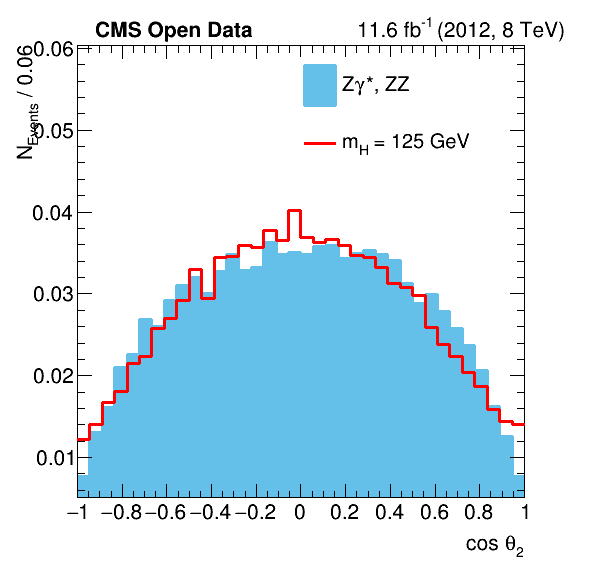 CMS Open Data 11.6 fb⁻¹ (2012, 8 TeV)
N_Events / 0.06
0.06
0.05
0.04
0.03
0.02
0.01
Zγ*, ZZ
m_H = 125 GeV
−1 −0.8 −0.6 −0.4 −0.2 0 0.2 0.4 0.6 0.8 1
cos θ₂